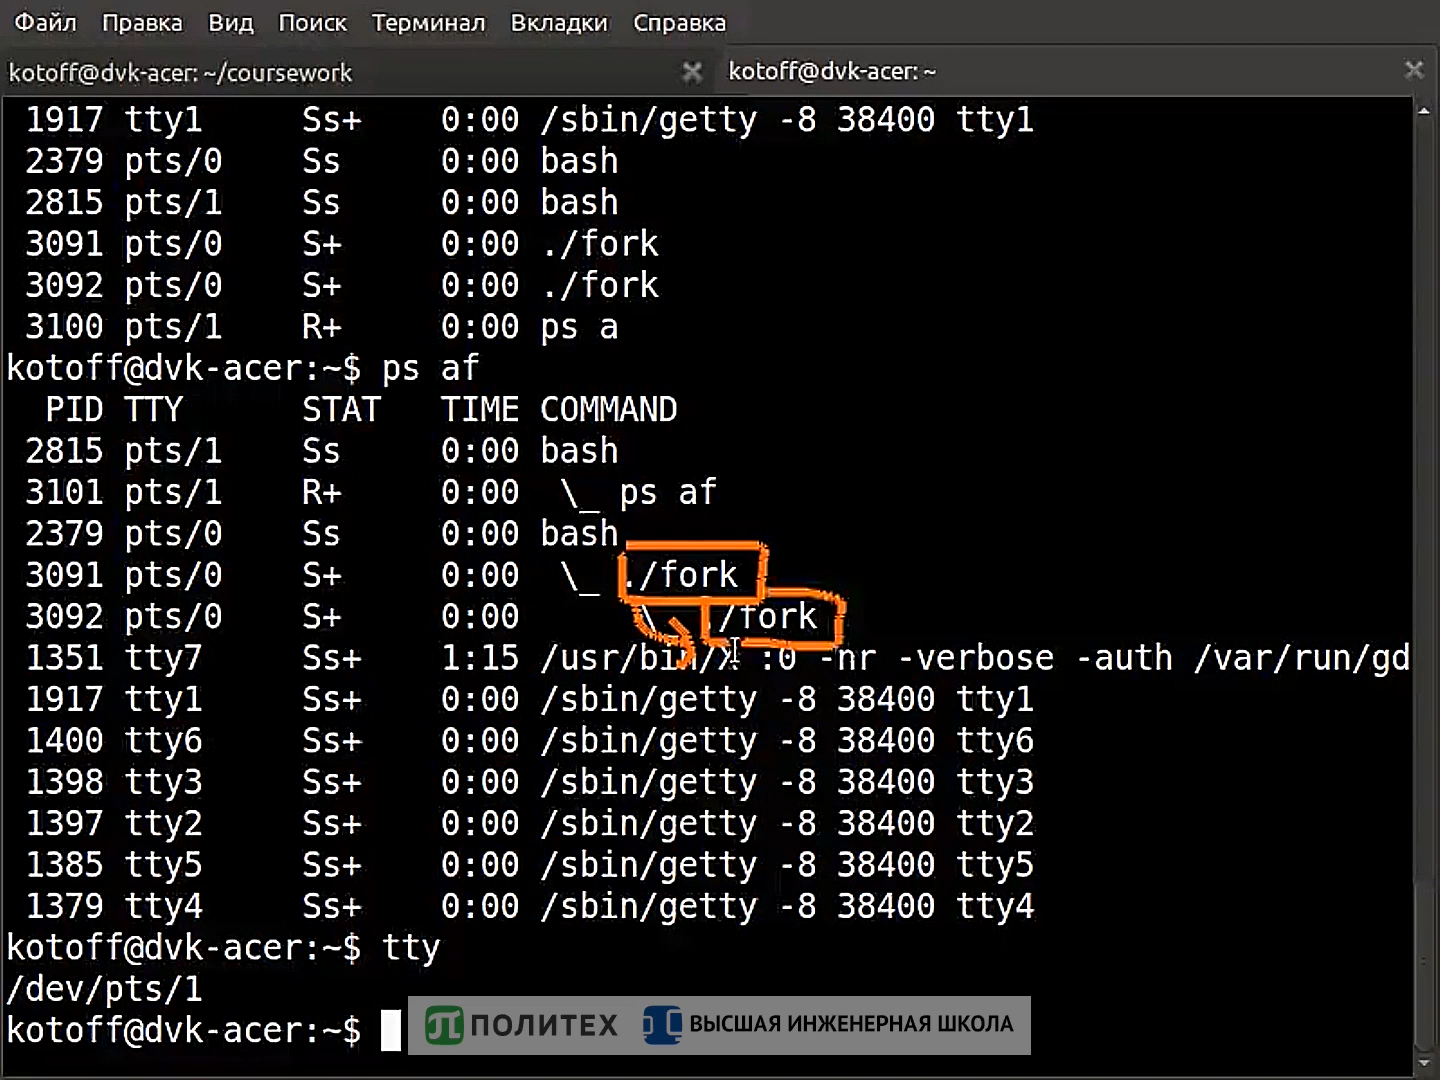 Файл Правка Вид Поиск Терминал Вкладки Справка
kotoff@dvk-acer: ~/coursework kotoff@dvk-acer: ~
1917 tty1 Ss+ 0:00 /sbin/getty -8 38400 tty1
2379 pts/0 Ss 0:00 bash
2815 pts/1 Ss 0:00 bash
3091 pts/0 S+ 0:00 ./fork
3092 pts/0 S+ 0:00 ./fork
3100 pts/1 R+ 0:00 ps a
kotoff@dvk-acer:~$ ps af
PID TTY STAT TIME COMMAND
2815 pts/1 Ss 0:00 bash
3101 pts/1 R+ 0:00 \_ ps af
2379 pts/0 Ss 0:00 bash
3091 pts/0 S+ 0:00 \_ ./fork
3092 pts/0 S+ 0:00 \_ ./fork
1351 tty7 Ss+ 1:15 /usr/bin/X :0 -nr -verbose -auth /var/run/gd
1917 tty1 Ss+ 0:00 /sbin/getty -8 38400 tty1
1400 tty6 Ss+ 0:00 /sbin/getty -8 38400 tty6
1398 tty3 Ss+ 0:00 /sbin/getty -8 38400 tty3
1397 tty2 Ss+ 0:00 /sbin/getty -8 38400 tty2
1385 tty5 Ss+ 0:00 /sbin/getty -8 38400 tty5
1379 tty4 Ss+ 0:00 /sbin/getty -8 38400 tty4
kotoff@dvk-acer:~$ tty
/dev/pts/1
kotoff@dvk-acer:~$
ПОЛИТЕХ ВЫСШАЯ ИНЖЕНЕРНАЯ ШКОЛА